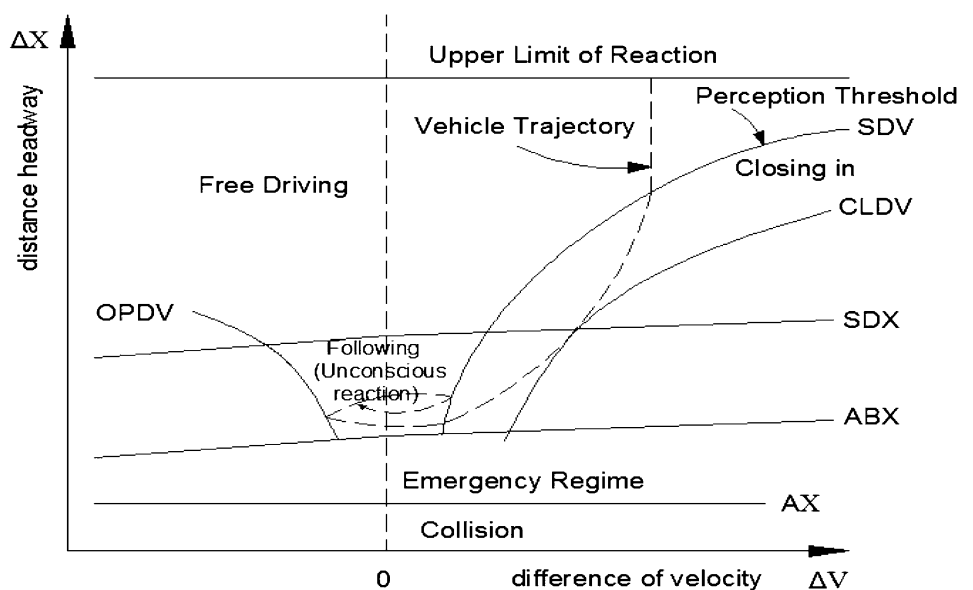 ΔX
distance headway
Upper Limit of Reaction
Perception Threshold
SDV
Vehicle Trajectory
Closing in
Free Driving
CLDV
OPDV
SDX
Following
(Unconscious
reaction)
ABX
Emergency Regime
AX
Collision
0
difference of velocity
ΔV